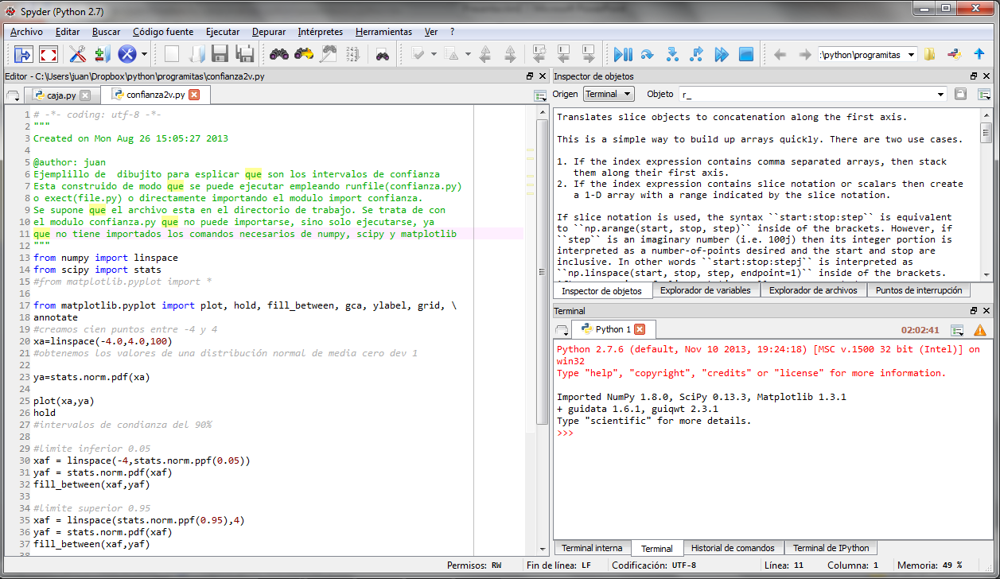 Spyder (Python 2.7)
Archivo Editar Buscar Código fuente Ejecutar Depurar Intérpretes Herramientas Ver ?
:\python\programitas
Editor - C:\Users\juan\Dropbox\python\programitas\confianza2v.py
caja.py confianza2v.py
1 # -*- coding: utf-8 -*-
2 """
3 Created on Mon Aug 26 15:05:27 2013
4
5 @author: juan
6 Ejemplillo de  dibujito para esplicar que son los intervalos de confianza
7 Esta construido de modo que se puede ejecutar empleando runfile(confianza.py)
8 o exect(file.py) o directamente importando el modulo import confianza.
9 Se supone que el archivo esta en el directorio de trabajo. Se trata de con
10 el modulo confianza.py que no puede importarse, sino solo ejecutarse, ya
11 que no tiene importados los comandos necesarios de numpy, scipy y matplotlib
12 """
13 from numpy import linspace
14 from scipy import stats
15 #from matplotlib.pyplot import *
16
17 from matplotlib.pyplot import plot, hold, fill_between, gca, ylabel, grid, \
18 annotate
19 #creamos cien puntos entre -4 y 4
20 xa=linspace(-4.0,4.0,100)
21 #obtenemos los valores de una distribución normal de media cero dev 1
22
23 ya=stats.norm.pdf(xa)
24
25 plot(xa,ya)
26 hold
27 #intervalos de condianza del 90%
28
29 #limite inferior 0.05
30 xaf = linspace(-4,stats.norm.ppf(0.05))
31 yaf = stats.norm.pdf(xaf)
32 fill_between(xaf,yaf)
33
34 #limite superior 0.95
35 xaf = linspace(stats.norm.ppf(0.95),4)
36 yaf = stats.norm.pdf(xaf)
37 fill_between(xaf,yaf)
Inspector de objetos
Origen Terminal Objeto r_
Translates slice objects to concatenation along the first axis.
This is a simple way to build up arrays quickly. There are two use cases.
1. If the index expression contains comma separated arrays, then stack
them along their first axis.
2. If the index expression contains slice notation or scalars then create
a 1-D array with a range indicated by the slice notation.
If slice notation is used, the syntax ``start:stop:step`` is equivalent
to ``np.arange(start, stop, step)`` inside of the brackets. However, if
``step`` is an imaginary number (i.e. 100j) then its integer portion is
interpreted as a number-of-points desired and the start and stop are
inclusive. In other words ``start:stop:stepj`` is interpreted as
``np.linspace(start, stop, step, endpoint=1)`` inside of the brackets.
Inspector de objetos Explorador de variables Explorador de archivos Puntos de interrupción
Terminal
Python 1 02:02:41
Python 2.7.6 (default, Nov 10 2013, 19:24:18) [MSC v.1500 32 bit (Intel)] on
win32
Type "help", "copyright", "credits" or "license" for more information.
Imported NumPy 1.8.0, SciPy 0.13.3, Matplotlib 1.3.1
+ guidata 1.6.1, guiqwt 2.3.1
Type "scientific" for more details.
>>>
Terminal interna Terminal Historial de comandos Terminal de IPython
Permisos: RW Fin de línea: LF Codificación: UTF-8 Línea: 11 Columna: 1 Memoria: 49 %